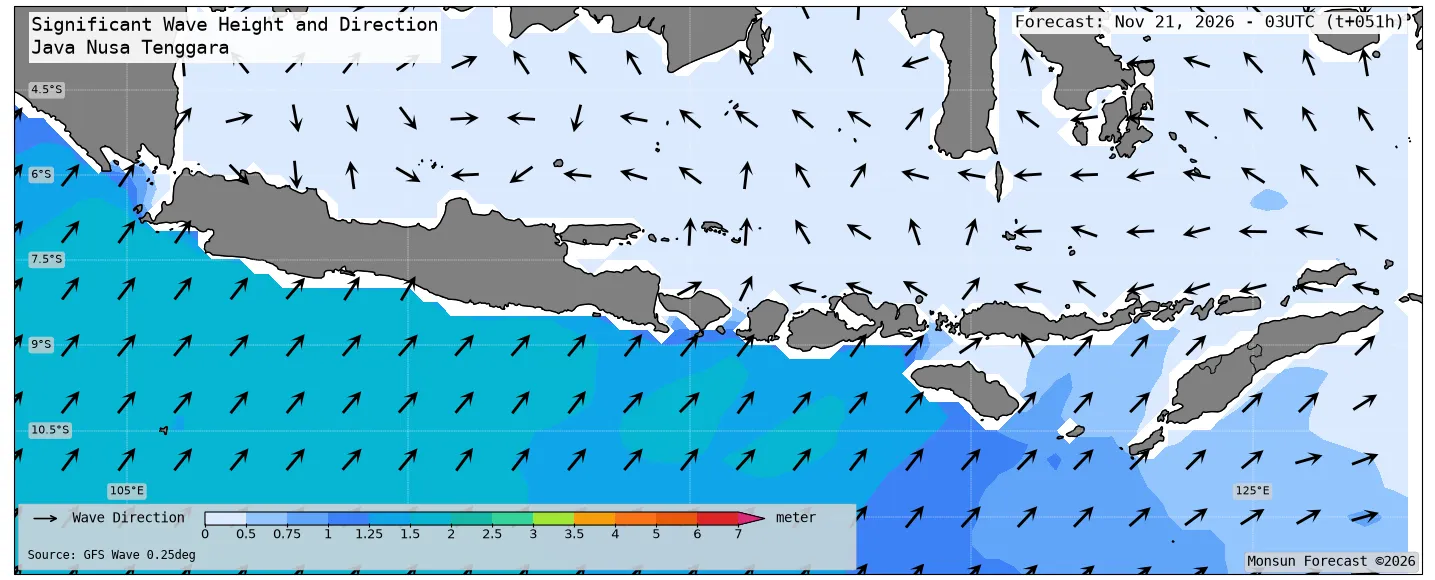 Significant Wave Height and Direction
Java Nusa Tenggara
Forecast: Nov 21, 2026 - 03UTC (t+051h)
4.5°S
6°S
7.5°S
9°S
10.5°S
105°E
125°E
Wave Direction
0 0.5 0.75 1 1.25 1.5 2 2.5 3 3.5 4 5 6 7
meter
Source: GFS Wave 0.25deg
Monsun Forecast ©2026